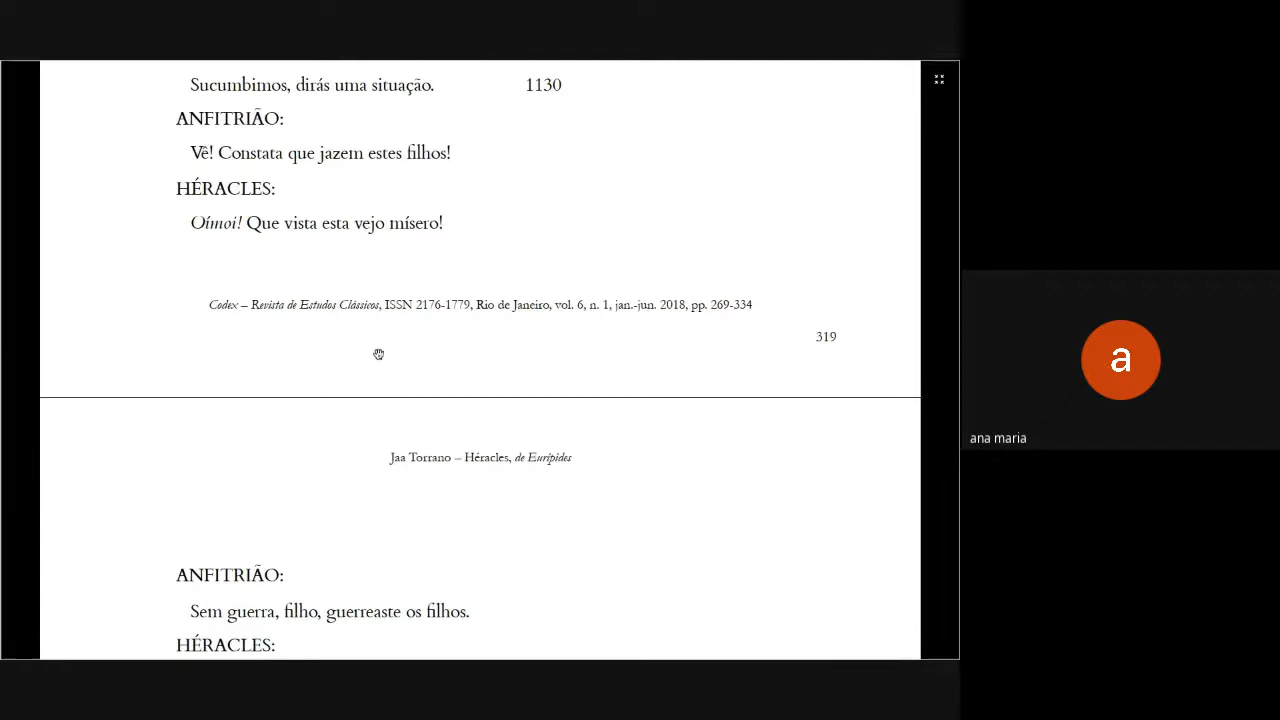 Sucumbimos, dirás uma situação. 1130
ANFITRIÃO:
Vê! Constata que jazem estes filhos!
HÉRACLES:
Oímoi! Que vista esta vejo mísero!
Codex – Revista de Estudos Clássicos, ISSN 2176-1779, Rio de Janeiro, vol. 6, n. 1, jan.-jun. 2018, pp. 269-334
319
Jaa Torrano – Héracles, de Eurípides
ANFITRIÃO:
Sem guerra, filho, guerreaste os filhos.
HÉRACLES:
a
ana maria